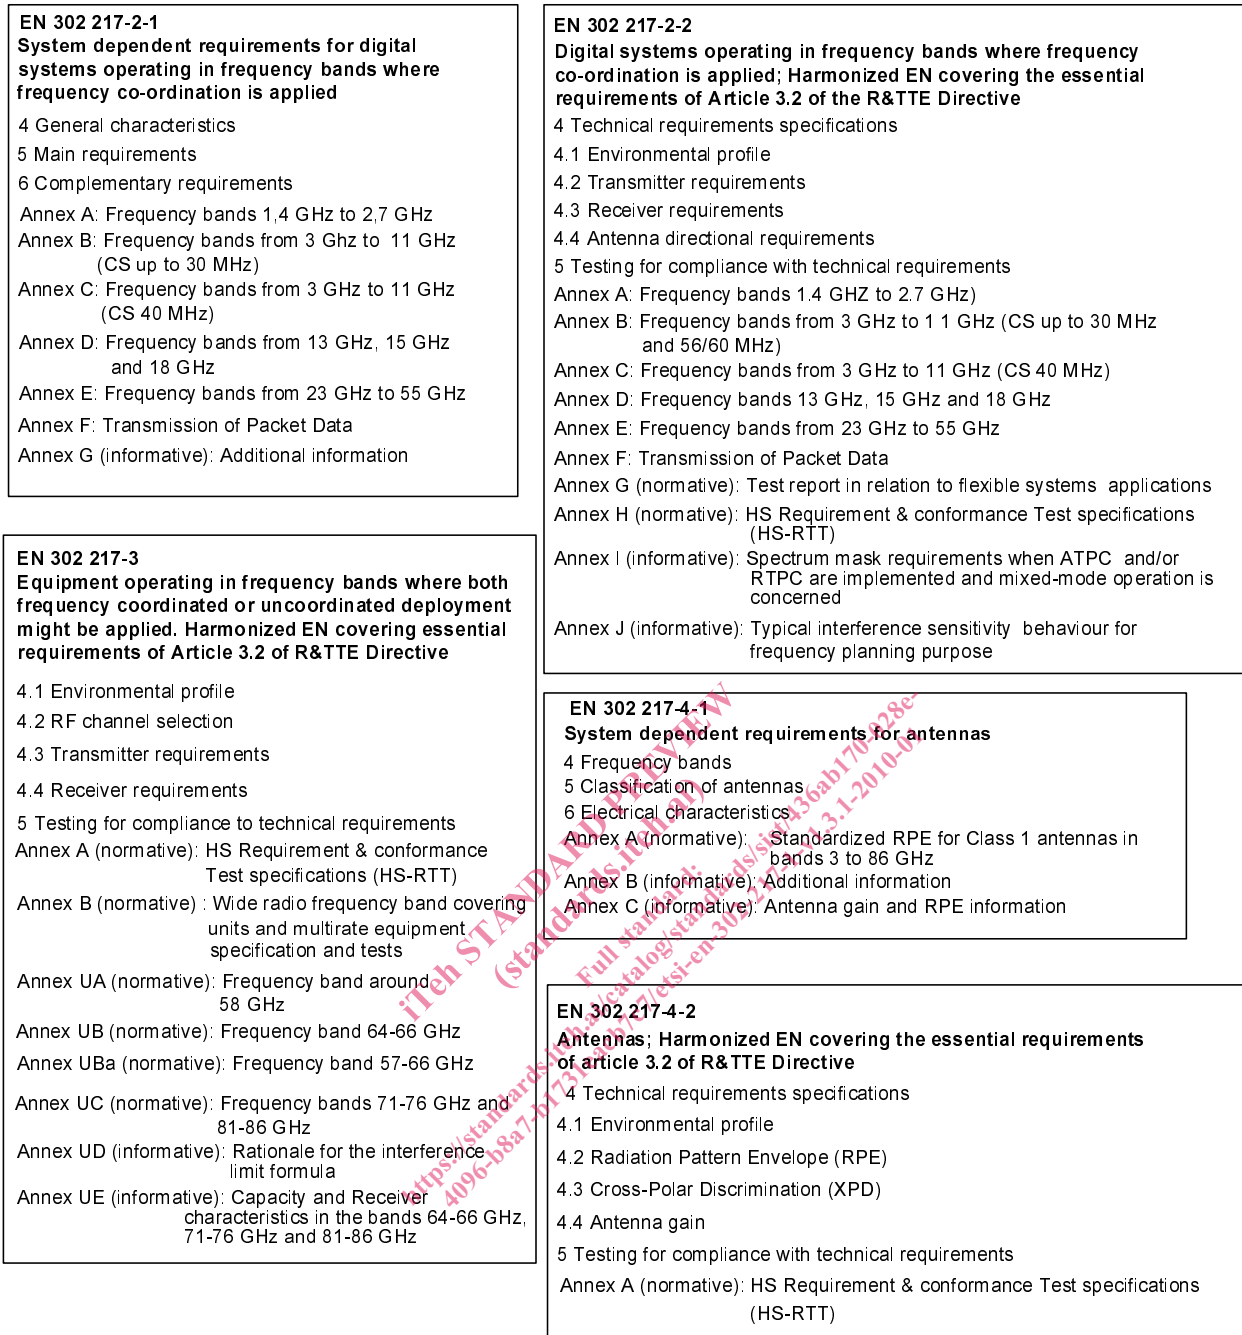 EN 302 217-2-1
System dependent requirements for digital
systems operating in frequency bands where
frequency co-ordination is applied
4 General characteristics
5 Main requirements
6 Complementary requirements
Annex A: Frequency bands 1,4 GHz to 2,7 GHz
Annex B: Frequency bands from 3 Ghz to 11 GHz
(CS up to 30 MHz)
Annex C: Frequency bands from 3 GHz to 11 GHz
(CS 40 MHz)
Annex D: Frequency bands from 13 GHz, 15 GHz
and 18 GHz
Annex E: Frequency bands from 23 GHz to 55 GHz
Annex F: Transmission of Packet Data
Annex G (informative): Additional information
EN 302 217-2-2
Digital systems operating in frequency bands where frequency
co-ordination is applied; Harmonized EN covering the essential
requirements of Article 3.2 of the R&TTE Directive
4 Technical requirements specifications
4.1 Environmental profile
4.2 Transmitter requirements
4.3 Receiver requirements
4.4 Antenna directional requirements
5 Testing for compliance with technical requirements
Annex A: Frequency bands 1.4 GHZ to 2.7 GHz)
Annex B: Frequency bands from 3 GHz to 1 1 GHz (CS up to 30 MHz
and 56/60 MHz)
Annex C: Frequency bands from 3 GHz to 11 GHz (CS 40 MHz)
Annex D: Frequency bands 13 GHz, 15 GHz and 18 GHz
Annex E: Frequency bands from 23 GHz to 55 GHz
Annex F: Transmission of Packet Data
Annex G (normative): Test report in relation to flexible systems applications
Annex H (normative): HS Requirement & conformance Test specifications
(HS-RTT)
Annex I (informative): Spectrum mask requirements when ATPC and/or
RTPC are implemented and mixed-mode operation is
concerned
Annex J (informative): Typical interference sensitivity behaviour for
frequency planning purpose
EN 302 217-3
Equipment operating in frequency bands where both
frequency coordinated or uncoordinated deployment
might be applied. Harmonized EN covering essential
requirements of Article 3.2 of R&TTE Directive
4.1 Environmental profile
4.2 RF channel selection
4.3 Transmitter requirements
4.4 Receiver requirements
5 Testing for compliance to technical requirements
Annex A (normative): HS Requirement & conformance
Test specifications (HS-RTT)
Annex B (normative) : Wide radio frequency band covering
units and multirate equipment
specification and tests
Annex UA (normative): Frequency band around
58 GHz
Annex UB (normative): Frequency band 64-66 GHz
Annex UBa (normative): Frequency band 57-66 GHz
Annex UC (normative): Frequency bands 71-76 GHz and
81-86 GHz
Annex UD (informative): Rationale for the interference
limit formula
Annex UE (informative): Capacity and Receiver
characteristics in the bands 64-66 GHz,
71-76 GHz and 81-86 GHz
EN 302 217-4-1
System dependent requirements for antennas
4 Frequency bands
5 Classification of antennas
6 Electrical characteristics
Annex A (normative): Standardized RPE for Class 1 antennas in
bands 3 to 86 GHz
Annex B (informative): Additional information
Annex C (informative): Antenna gain and RPE information
EN 302 217-4-2
Antennas; Harmonized EN covering the essential requirements
of article 3.2 of R&TTE Directive
4 Technical requirements specifications
4.1 Environmental profile
4.2 Radiation Pattern Envelope (RPE)
4.3 Cross-Polar Discrimination (XPD)
4.4 Antenna gain
5 Testing for compliance with technical requirements
Annex A (normative): HS Requirement & conformance Test specifications
(HS-RTT)
iTeh STANDARD PREVIEW
(standards.iteh.ai)
Full standard: